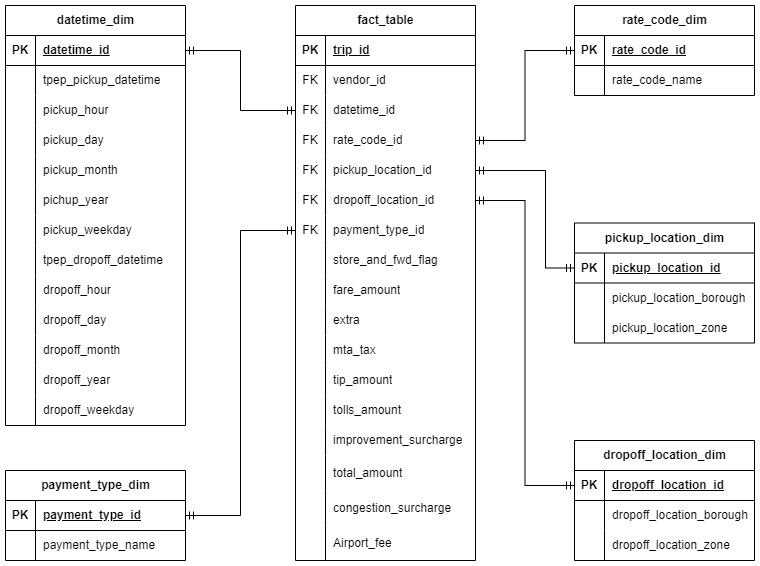 datetime_dim
PK datetime_id
tpep_pickup_datetime
pickup_hour
pickup_day
pickup_month
pichup_year
pickup_weekday
tpep_dropoff_datetime
dropoff_hour
dropoff_day
dropoff_month
dropoff_year
dropoff_weekday
payment_type_dim
PK payment_type_id
payment_type_name
fact_table
PK trip_id
FK vendor_id
FK datetime_id
FK rate_code_id
FK pickup_location_id
FK dropoff_location_id
FK payment_type_id
store_and_fwd_flag
fare_amount
extra
mta_tax
tip_amount
tolls_amount
improvement_surcharge
total_amount
congestion_surcharge
Airport_fee
rate_code_dim
PK rate_code_id
rate_code_name
pickup_location_dim
PK pickup_location_id
pickup_location_borough
pickup_location_zone
dropoff_location_dim
PK dropoff_location_id
dropoff_location_borough
dropoff_location_zone